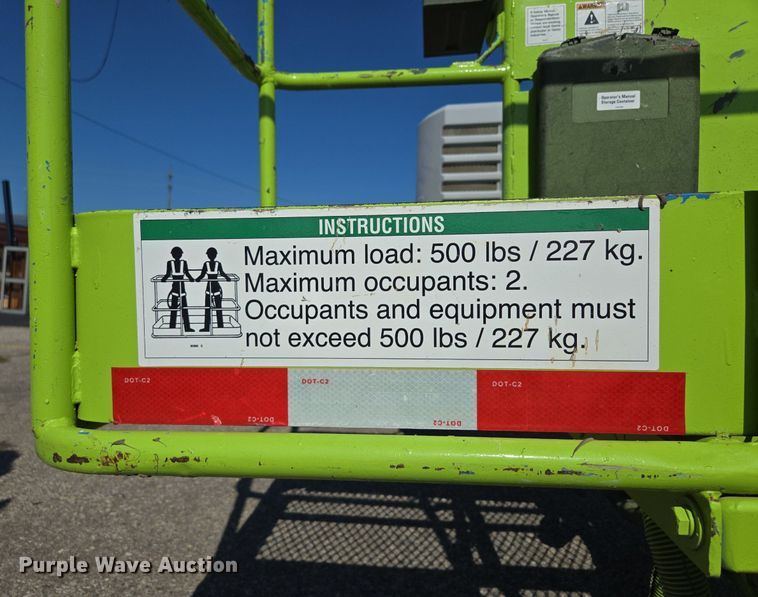 WARNING
Operator's Manual
Storage Container
INSTRUCTIONS
Maximum load: 500 lbs / 227 kg.
Maximum occupants: 2.
Occupants and equipment must
not exceed 500 lbs / 227 kg.
DOT-C2
DOT-C2
DOT-C2
DOT-C2
DOT-C2
DOT-C2
Purple Wave Auction